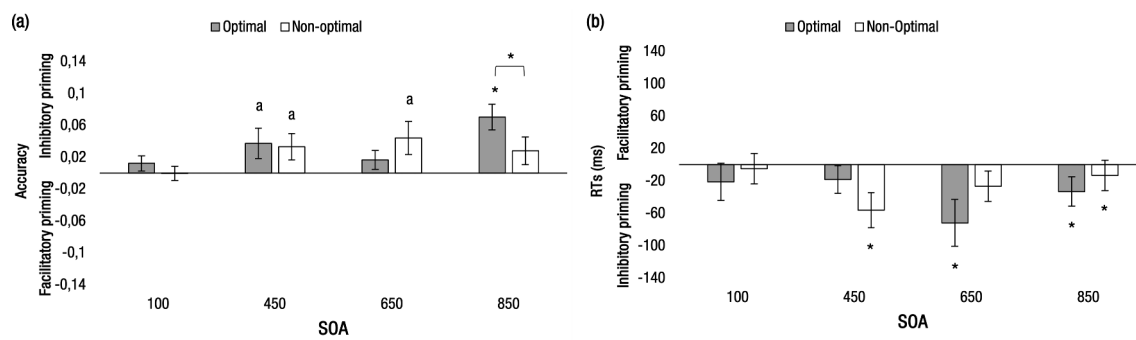 (a)
Optimal Non-optimal
Accuracy
Inhibitory priming
Facilitatory priming
0,14
0,1
0,06
0,02
-0,02
-0,06
-0,1
-0,14
a
a
a
*
*
100 450 650 850
SOA
(b)
Optimal Non-Optimal
RTs (ms)
Facilitatory priming
Inhibitory priming
140
100
60
20
-20
-60
-100
-140
*
*
*
*
100 450 650 850
SOA